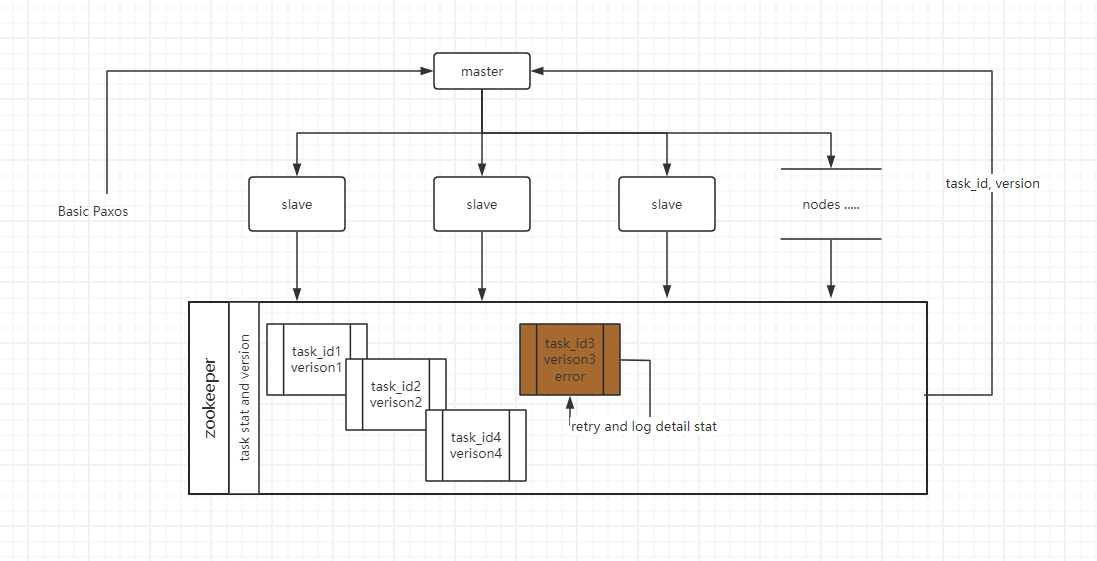 master
task_id, version
slave
slave
slave
nodes .....
Basic Paxos
zookeeper
task stat and version
task_id1
verison1
task_id2
verison2
task_id4
verison4
task_id3
verison3
error
retry and log detail stat